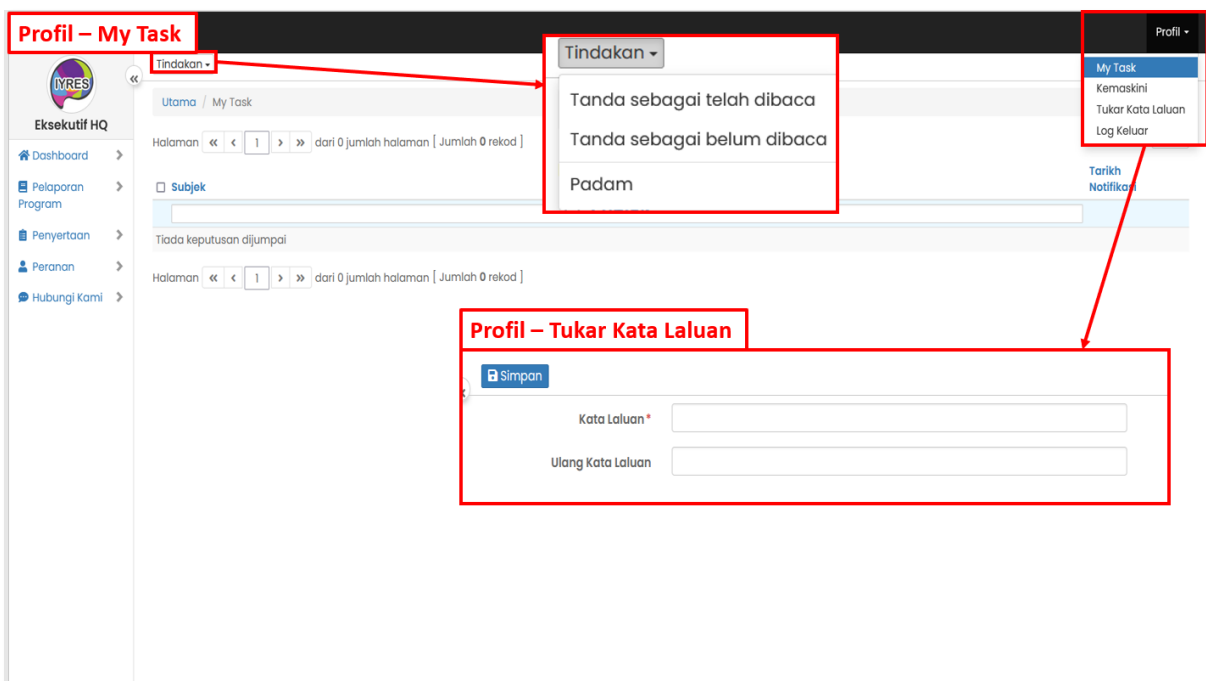 Profil – My Task
Profil
Tindakan
Tindakan
Tanda sebagai telah dibaca
Tanda sebagai belum dibaca
Padam
My Task
Kemaskini
Tukar Kata Laluan
Log Keluar
IYRES
Eksekutif HQ
Dashboard
Pelaporan
Program
Penyertaan
Peranan
Hubungi Kami
Utama / My Task
Halaman « ‹ 1 › » dari 0 jumlah halaman [ Jumlah 0 rekod ]
Subjek
Tarikh
Notifikasi
Tiada keputusan dijumpai
Halaman « ‹ 1 › » dari 0 jumlah halaman [ Jumlah 0 rekod ]
Profil – Tukar Kata Laluan
Simpan
Kata Laluan*
Ulang Kata Laluan